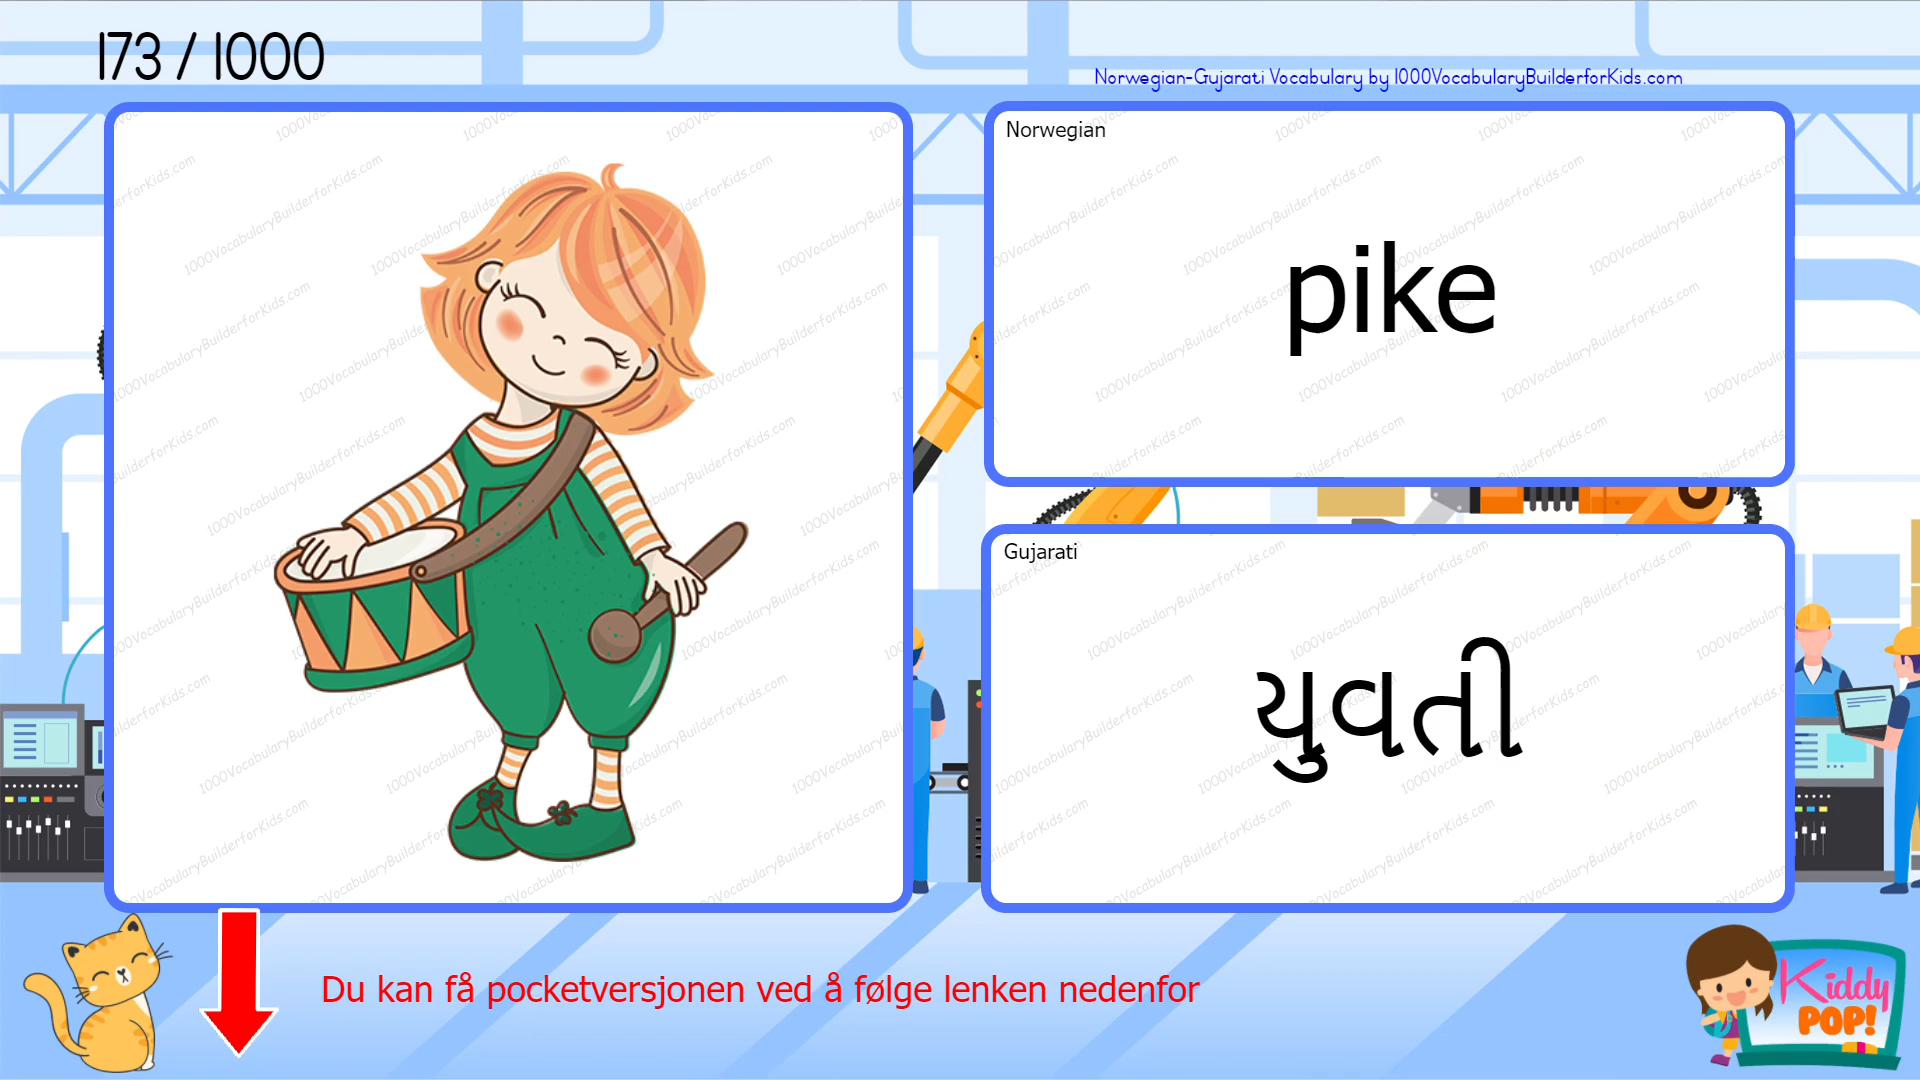 173 / 1000
Norwegian-Gujarati Vocabulary by 1000VocabularyBuilderforKids.com
Norwegian
pike
Gujarati
યુવતી
Du kan få pocketversjonen ved å følge lenken nedenfor
Kiddy
POP!